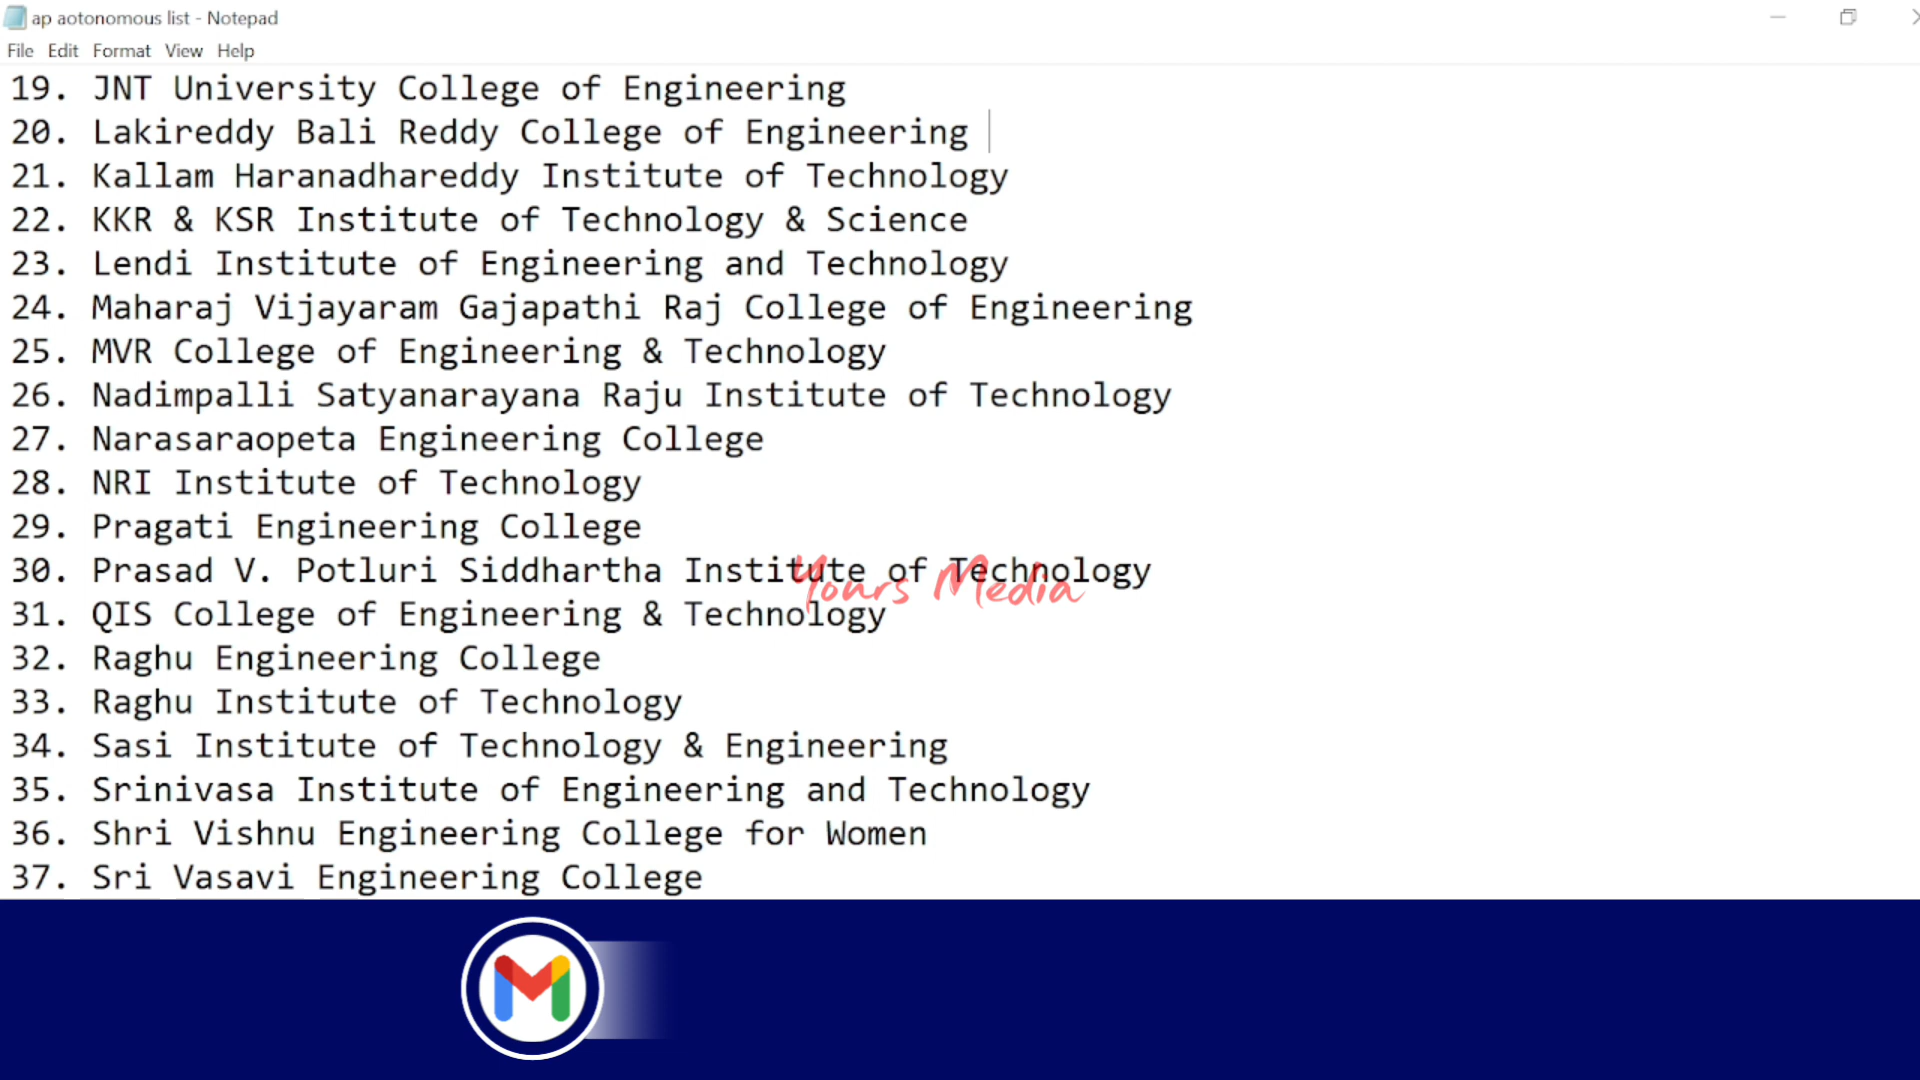 ap aotonomous list - Notepad
File Edit Format View Help
19. JNT University College of Engineering
20. Lakireddy Bali Reddy College of Engineering
21. Kallam Haranadhareddy Institute of Technology
22. KKR & KSR Institute of Technology & Science
23. Lendi Institute of Engineering and Technology
24. Maharaj Vijayaram Gajapathi Raj College of Engineering
25. MVR College of Engineering & Technology
26. Nadimpalli Satyanarayana Raju Institute of Technology
27. Narasaraopeta Engineering College
28. NRI Institute of Technology
29. Pragati Engineering College
30. Prasad V. Potluri Siddhartha Institute of Technology
Yours Media
31. QIS College of Engineering & Technology
32. Raghu Engineering College
33. Raghu Institute of Technology
34. Sasi Institute of Technology & Engineering
35. Srinivasa Institute of Engineering and Technology
36. Shri Vishnu Engineering College for Women
37. Sri Vasavi Engineering College